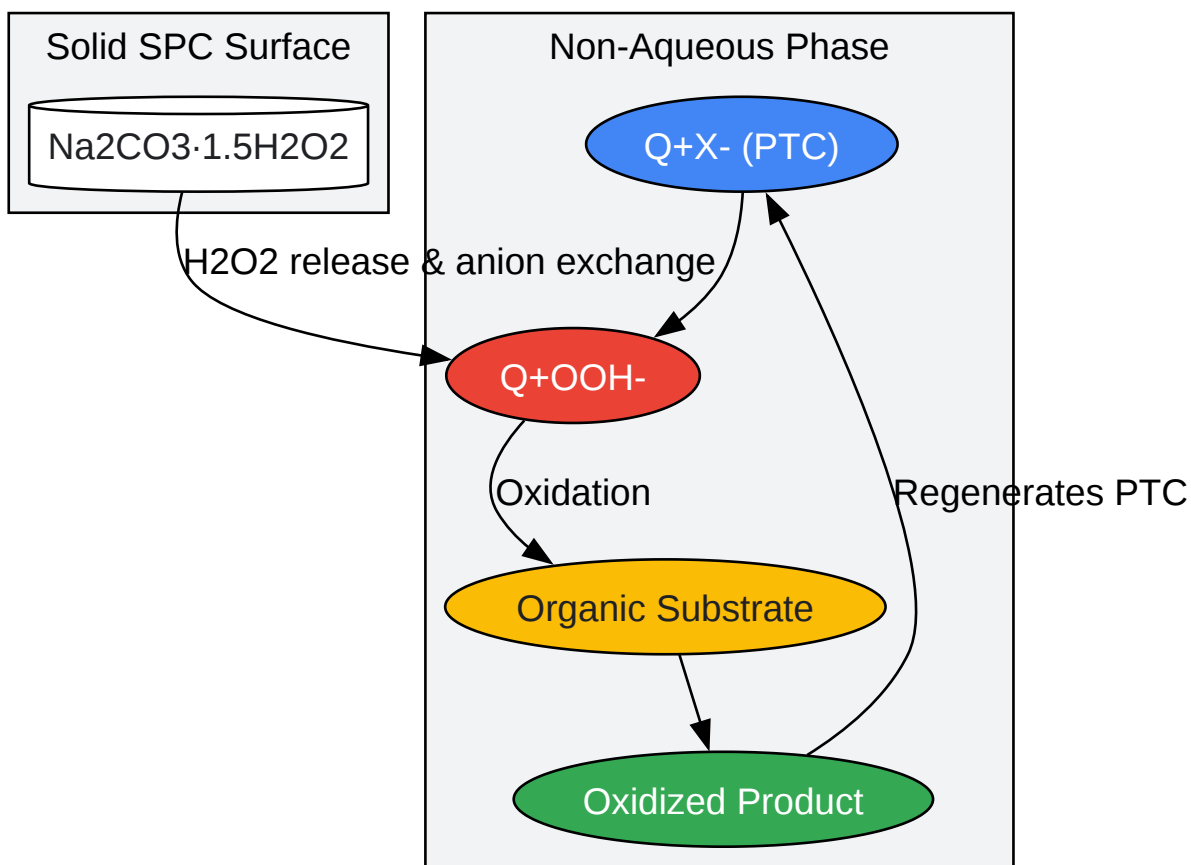 Solid SPC Surface
Non-Aqueous Phase
Na2CO3·1.5H2O2
Q+X- (PTC)
H2O2 release & anion exchange
Q+OOH-
Oxidation
Regenerates PTC
Organic Substrate
Oxidized Product